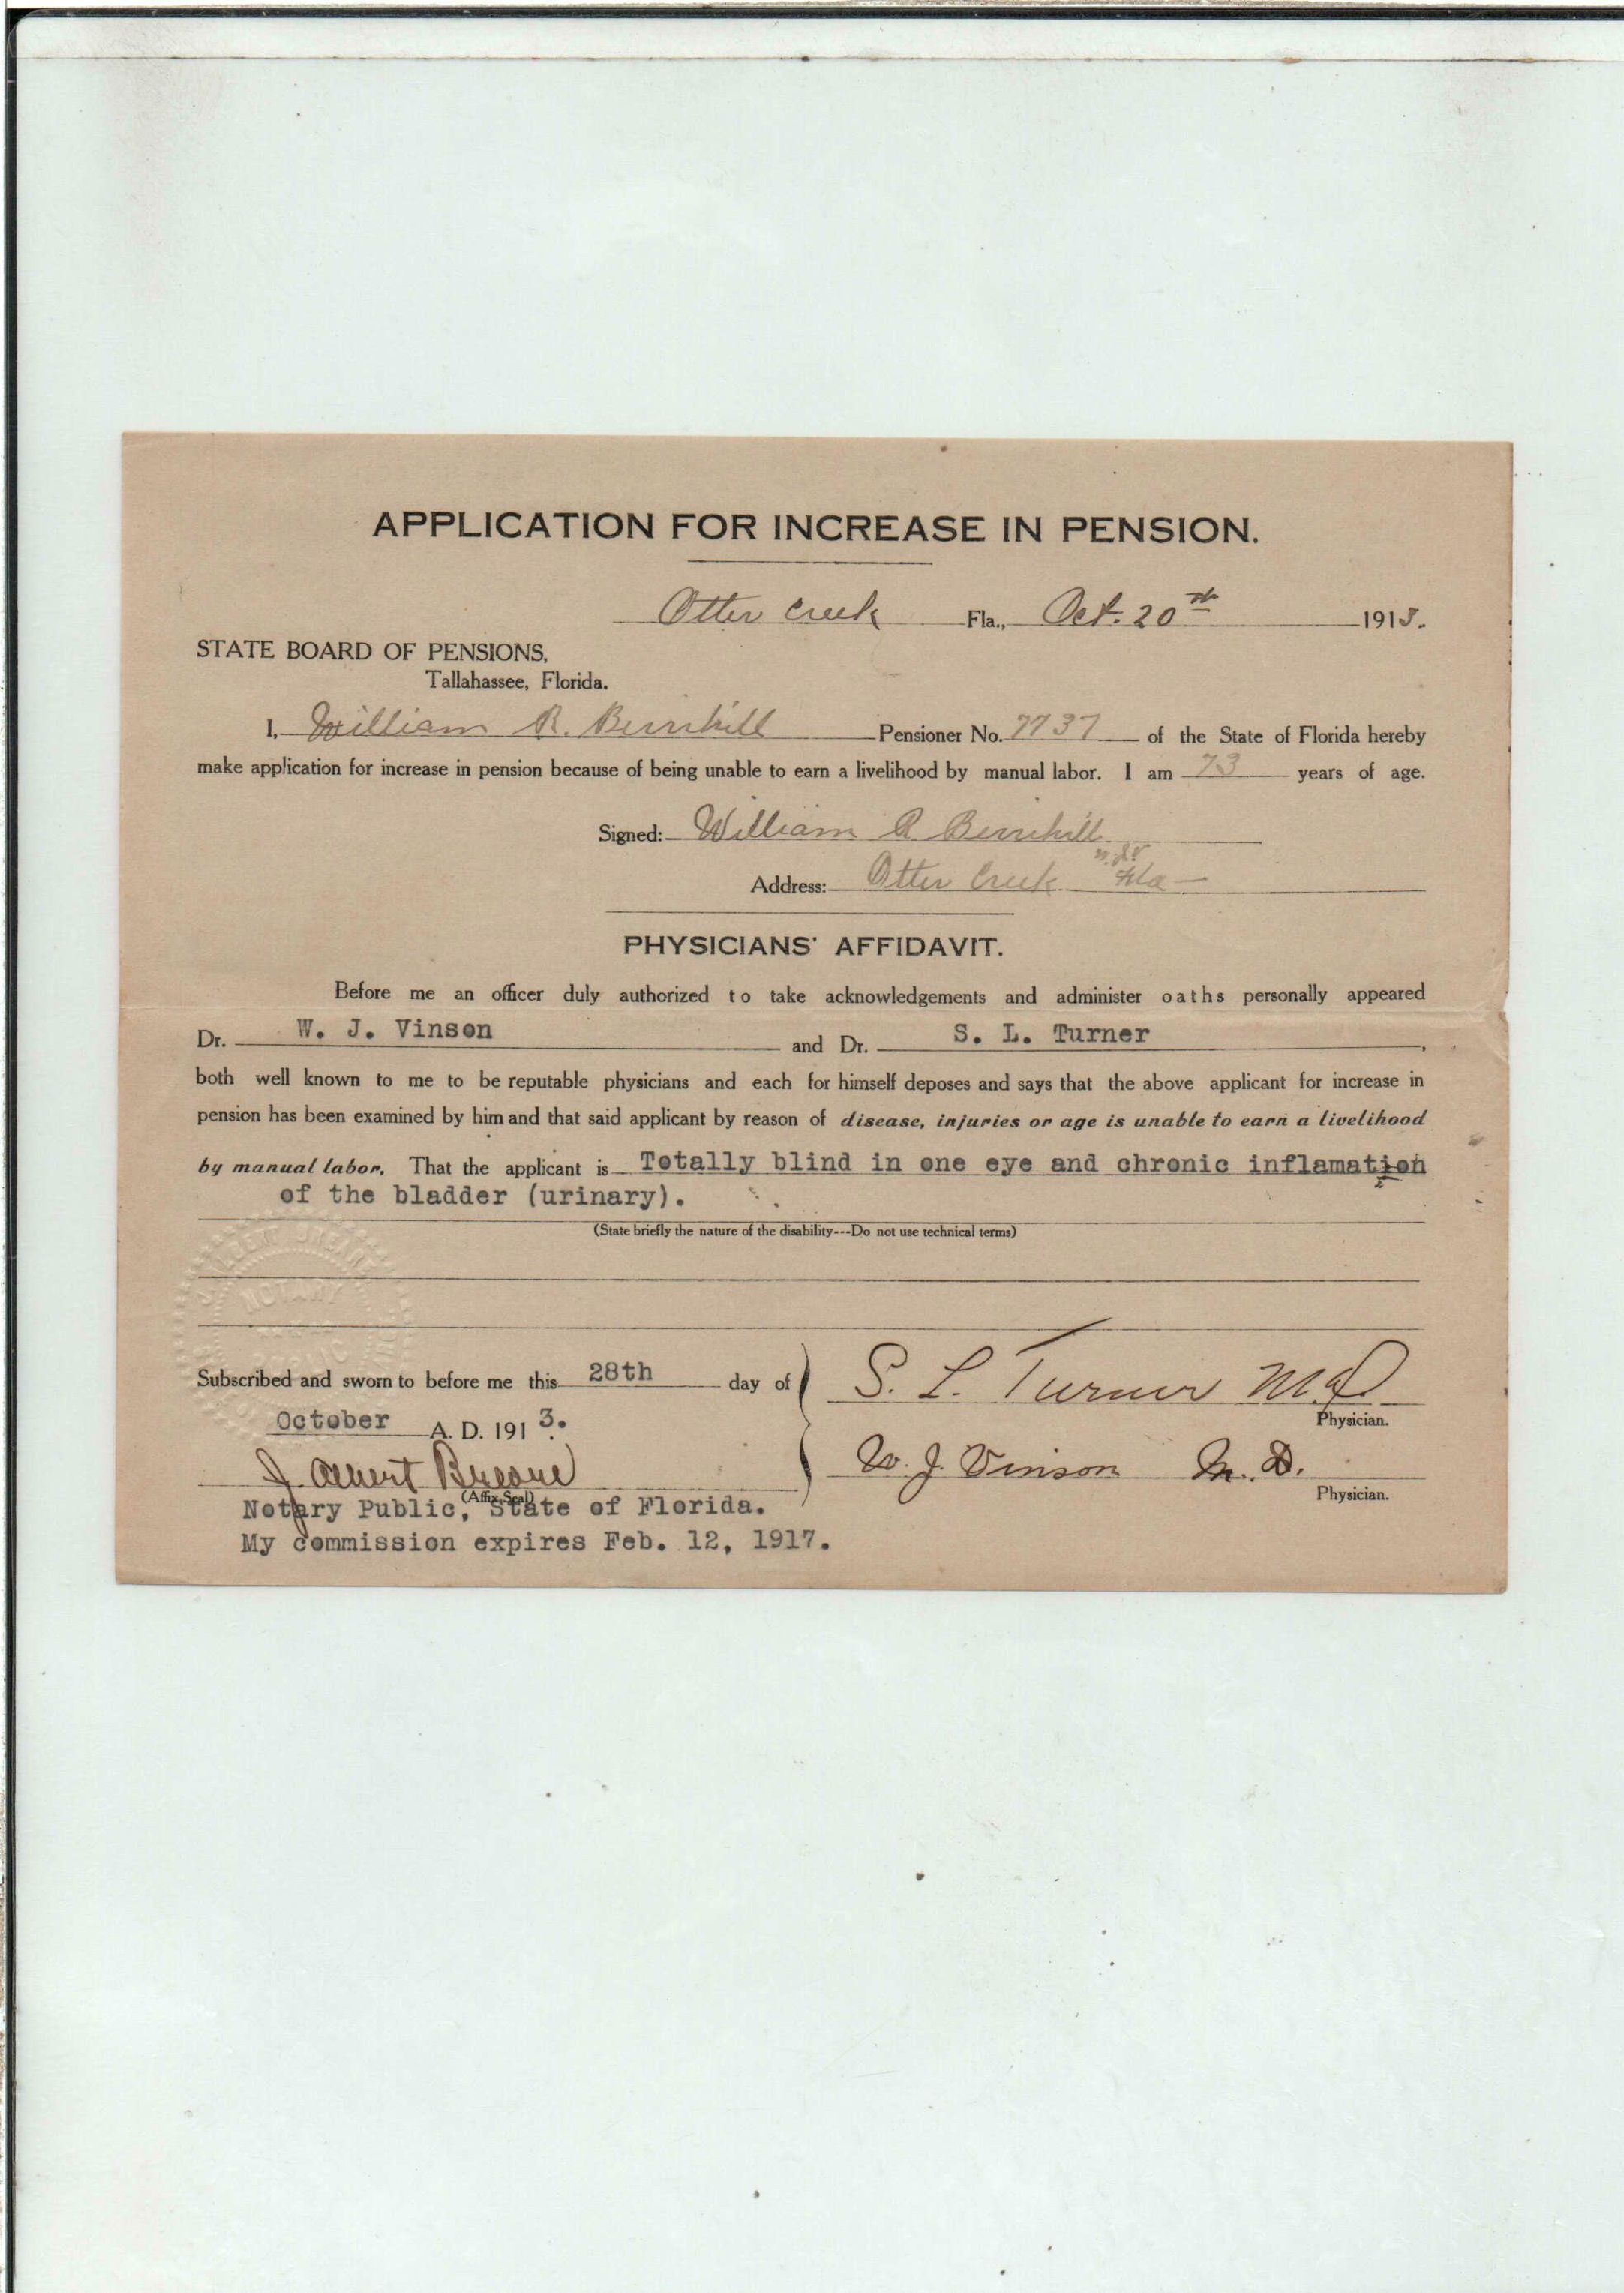 APPLICATION FOR INCREASE IN PENSION.
Otter Creek Fla., Oct. 20th 1913.
STATE BOARD OF PENSIONS,
Tallahassee, Florida.
I, William R. Burnhill Pensioner No. 7737 of the State of Florida hereby
make application for increase in pension because of being unable to earn a livelihood by manual labor. I am 73 years of age.
Signed: William R Burnhill
Address: Otter Creek Fla
PHYSICIANS' AFFIDAVIT.
Before me an officer duly authorized to take acknowledgements and administer oaths personally appeared
Dr. W. J. Vinson and Dr. S. L. Turner,
both well known to me to be reputable physicians and each for himself deposes and says that the above applicant for increase in
pension has been examined by him and that said applicant by reason of disease, injuries or age is unable to earn a livelihood
by manual labor. That the applicant is Totally blind in one eye and chronic inflamation
of the bladder (urinary).
(State briefly the nature of the disability---Do not use technical terms)
NOTARY
Subscribed and sworn to before me this 28th day of
October A. D. 1913.
S. L. Turner M.D
Physician.
J. Albert
(Affix Seal)
W. J. Vinson M. D.
Physician.
Notary Public, State of Florida.
My commission expires Feb. 12, 1917.